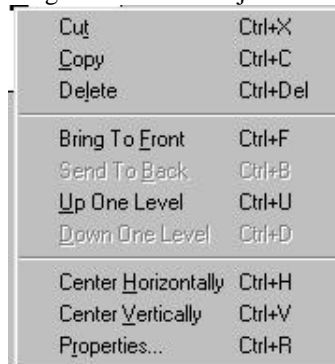 Cut Ctrl+X
Copy Ctrl+C
Delete Ctrl+Del
Bring To Front Ctrl+F
Send To Back Ctrl+B
Up One Level Ctrl+U
Down One Level Ctrl+D
Center Horizontally Ctrl+H
Center Vertically Ctrl+V
Properties... Ctrl+R